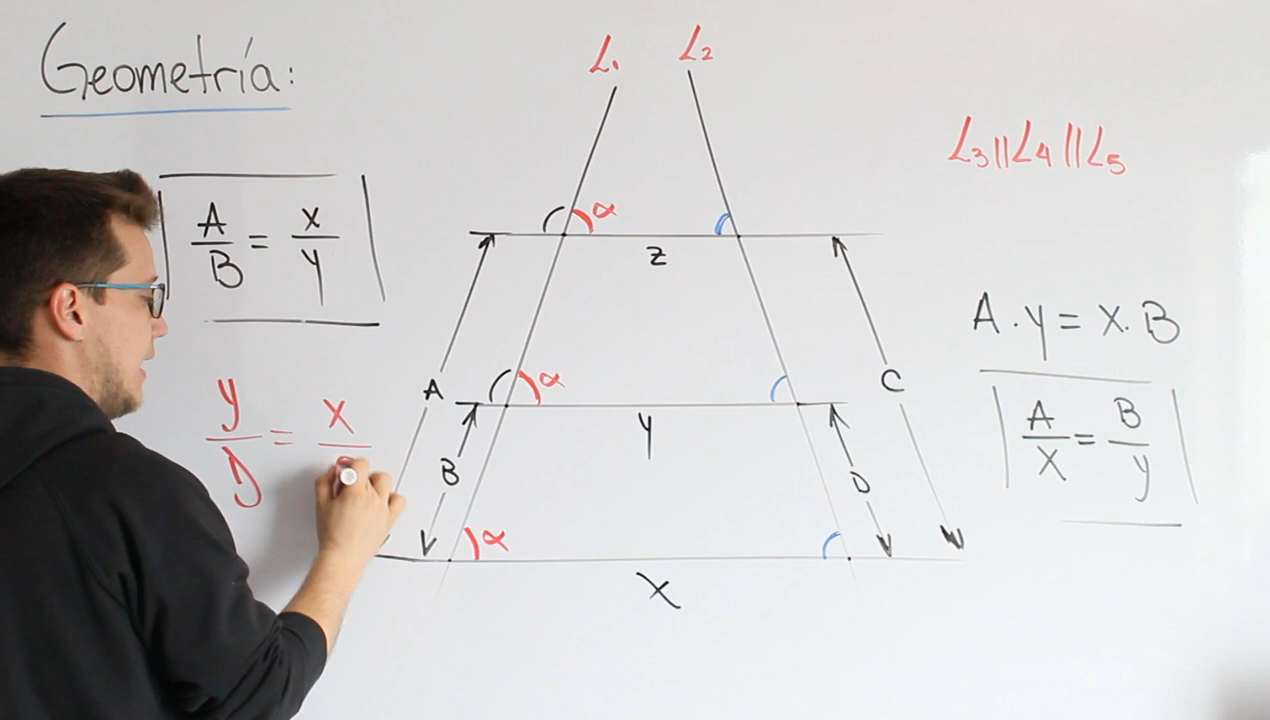 Geometría:
L₁ L₂
L₃||L₄||L₅
A/B = x/y
α
z
A . y = x. B
A/x = B/y
y/D = x/
α
A C
y
B D
α
x